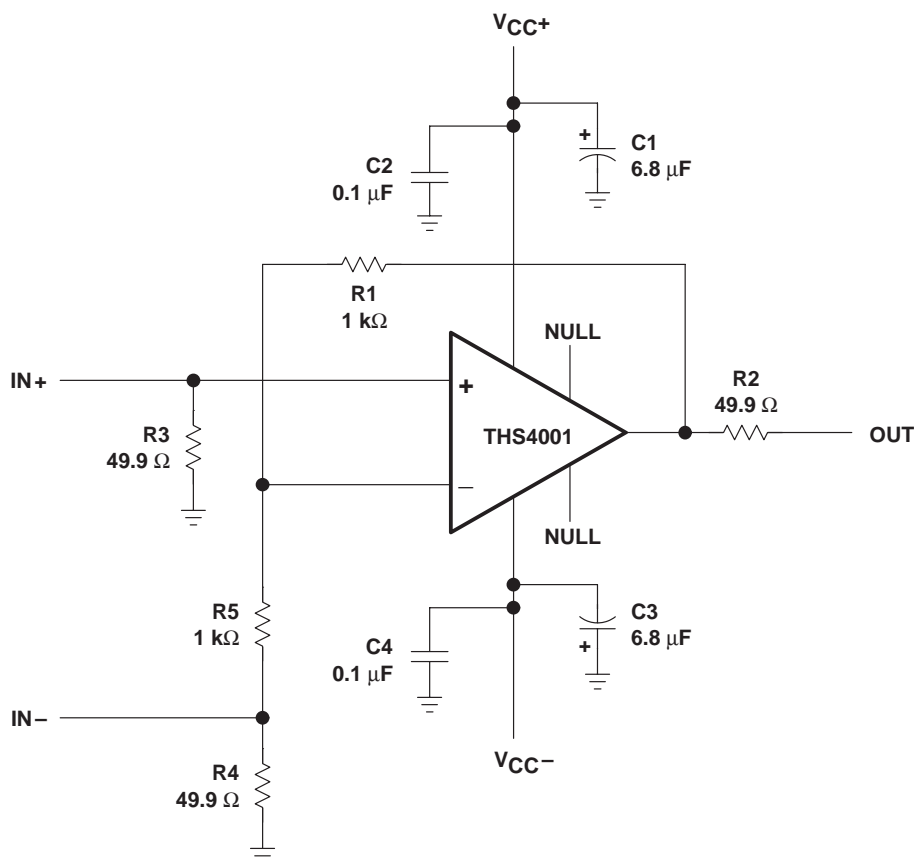 VCC+
C2
0.1 μF
+
C1
6.8 μF
R1
1 kΩ
NULL
IN+
+
R2
49.9 Ω
R3
49.9 Ω
THS4001
OUT
−
NULL
R5
1 kΩ
C4
0.1 μF
C3
6.8 μF
+
IN−
VCC−
R4
49.9 Ω